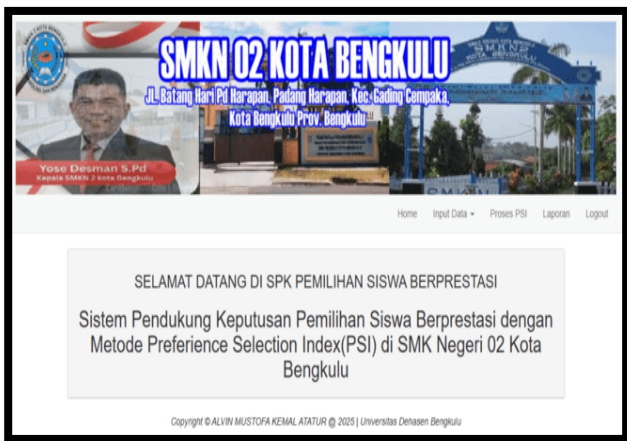 SMKN 02 KOTA BENGKULU
JL. Batang Hari Pd Harapan, Padang Harapan, Kec. Gading Cempaka,
Kota Bengkulu Prov. Bengkulu
Yose Desman S.Pd
Kepala SMKN 2 kota Bengkulu
Home Input Data Proses PSI Laporan Logout
SELAMAT DATANG DI SPK PEMILIHAN SISWA BERPRESTASI
Sistem Pendukung Keputusan Pemilihan Siswa Berprestasi dengan
Metode Preferience Selection Index(PSI) di SMK Negeri 02 Kota
Bengkulu
Copyright © ALVIN MUSTOFA KEMAL ATATUR @ 2025 | Universitas Dehasen Bengkulu